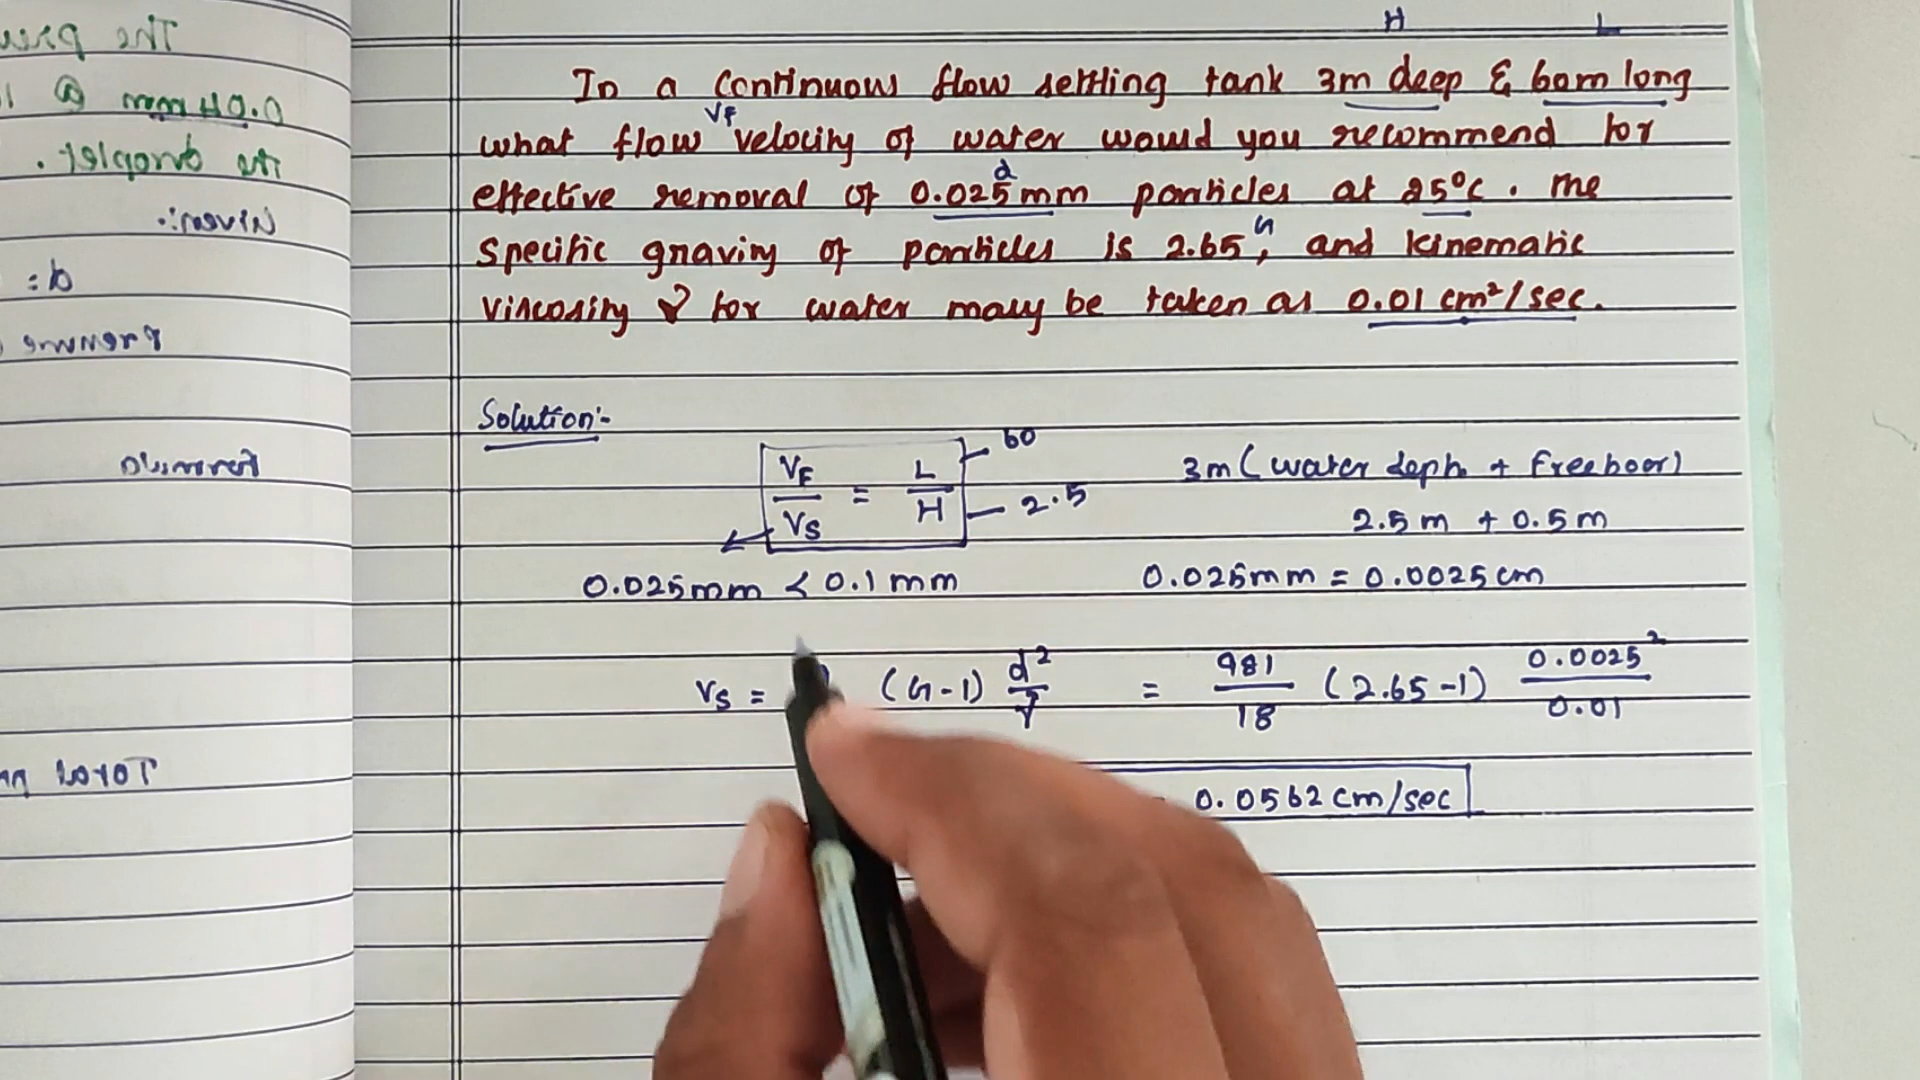 H L
In a continuous flow settling tank 3m deep & 60m long
VF
what flow velocity of water would you recommend for
d
effective removal of 0.025mm particles at 25°C. The
G
specific gravity of particles is 2.65, and kinematic
viscosity ν for water may be taken as 0.01 cm²/sec.
Solution:-
VF/VS = L/H 60 2.5
3m (water depth + Freeboor)
2.5m + 0.5m
0.025mm < 0.1mm 0.025mm = 0.0025cm
VS = (G-1) d²/ν = 981/18 (2.65-1) 0.0025²/0.01
0.0562 cm/sec